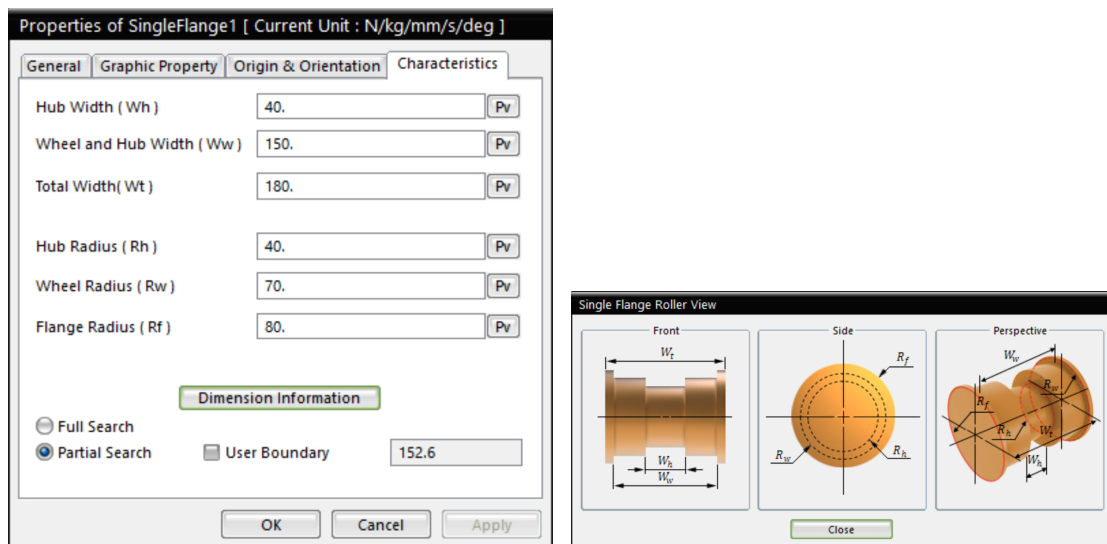 Properties of SingleFlange1 [ Current Unit : N/kg/mm/s/deg ]
General Graphic Property Origin & Orientation Characteristics
Hub Width ( Wh ) 40. Pv
Wheel and Hub Width ( Ww ) 150. Pv
Total Width( Wt ) 180. Pv
Hub Radius ( Rh ) 40. Pv
Wheel Radius ( Rw ) 70. Pv
Flange Radius ( Rf ) 80. Pv
Dimension Information
Full Search
Partial Search User Boundary 152.6
OK Cancel Apply
Single Flange Roller View
Front
Wt
Wh
Ww
Side
Rf
Rw
Rh
Perspective
Ww
Rw
Rf
Rh
Wt
Wh
Close